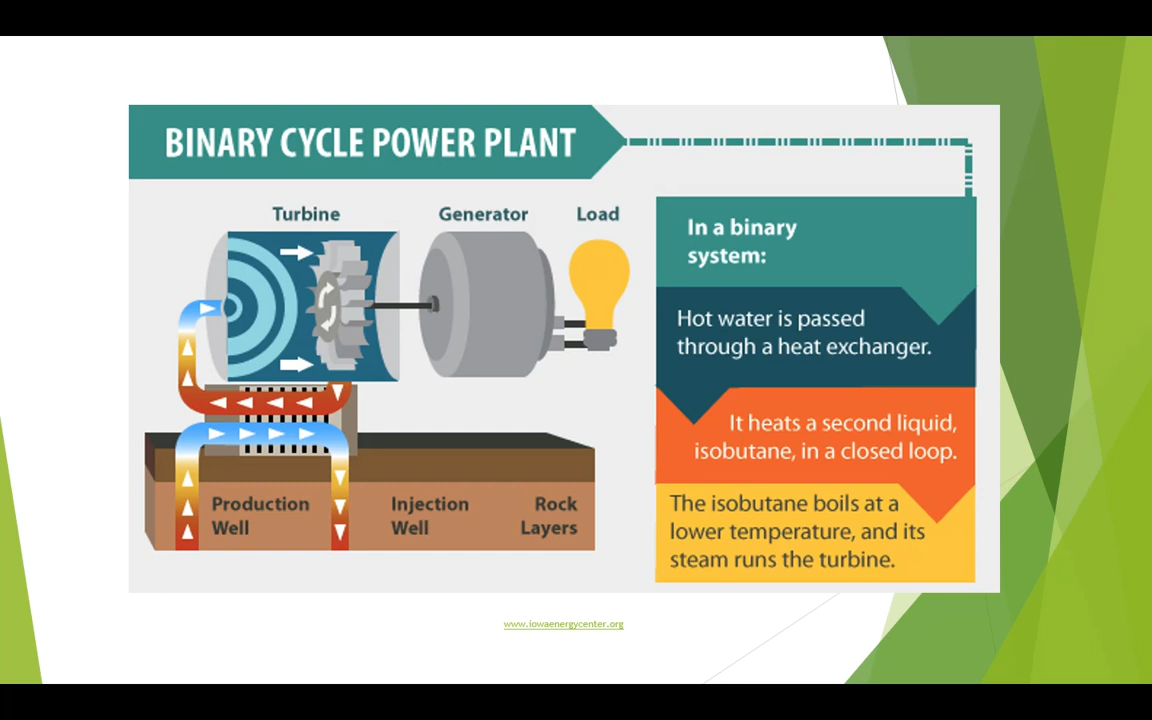 BINARY CYCLE POWER PLANT
Turbine
Generator
Load
Production
Well
Injection
Well
Rock
Layers
In a binary
system:
Hot water is passed
through a heat exchanger.
It heats a second liquid,
isobutane, in a closed loop.
The isobutane boils at a
lower temperature, and its
steam runs the turbine.
www.iowaenergycenter.org